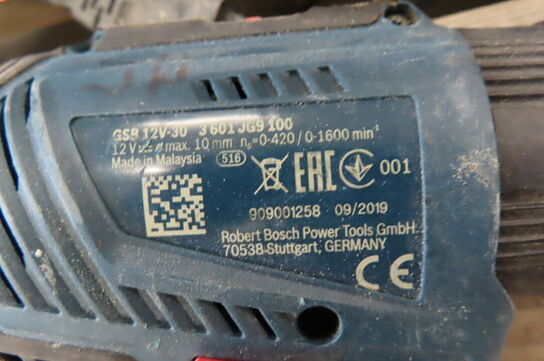 GSB 12V-30 3 601 JG9 100
12 V ⎓ ⌀ max. 10 mm n₀=0-420 / 0-1600 min⁻¹
Made in Malaysia 516
EAC 001
909001258 09/2019
Robert Bosch Power Tools GmbH
70538-Stuttgart, GERMANY
CE